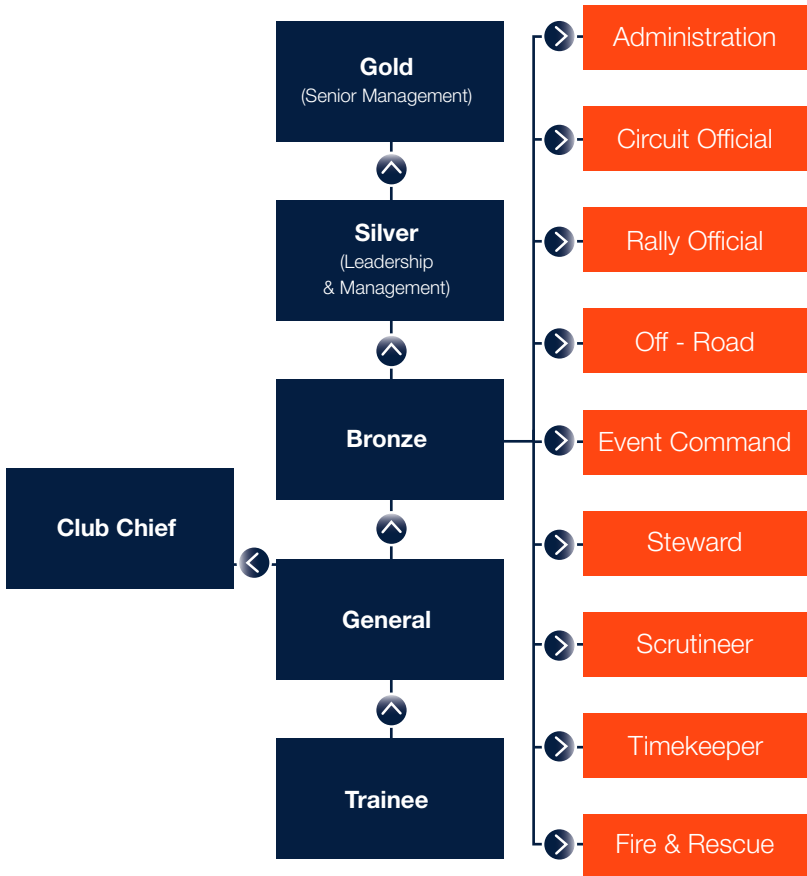 Gold
(Senior Management)
Silver
(Leadership
& Management)
Bronze
Club Chief
General
Trainee
Administration
Circuit Official
Rally Official
Off - Road
Event Command
Steward
Scrutineer
Timekeeper
Fire & Rescue